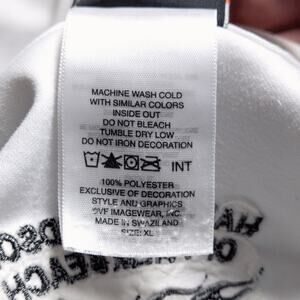 MACHINE WASH COLD
WITH SIMILAR COLORS
INSIDE OUT
DO NOT BLEACH
TUMBLE DRY LOW
DO NOT IRON DECORATION
INT
100% POLYESTER
EXCLUSIVE OF DECORATION
STYLE AND GRAPHICS
©VF IMAGEWEAR, INC.
MADE IN SWAZILAND
SIZE: XL